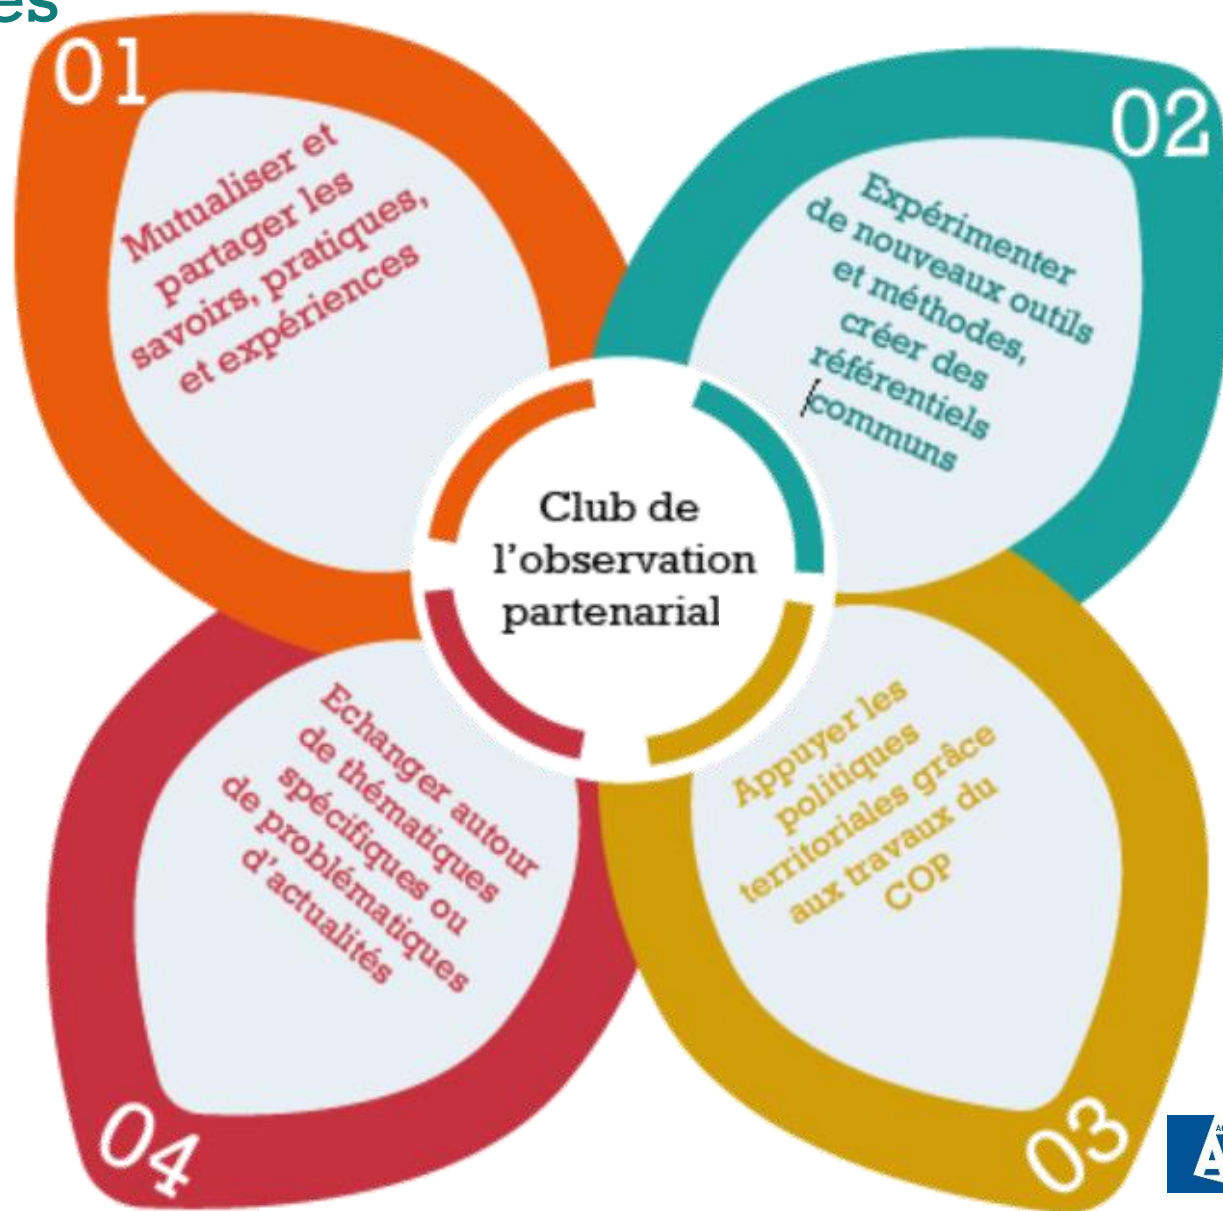 es
01
Mutualiser et
partager les
savoirs, pratiques,
et expériences
02
Expérimenter
de nouveaux outils
et méthodes,
créer des
référentiels
communs
Club de
l’observation
partenarial
Echanger autour
de thématiques
spécifiques ou
de problématiques
d’actualités
04
Appuyer les
politiques
territoriales grâce
aux travaux du
COP
03